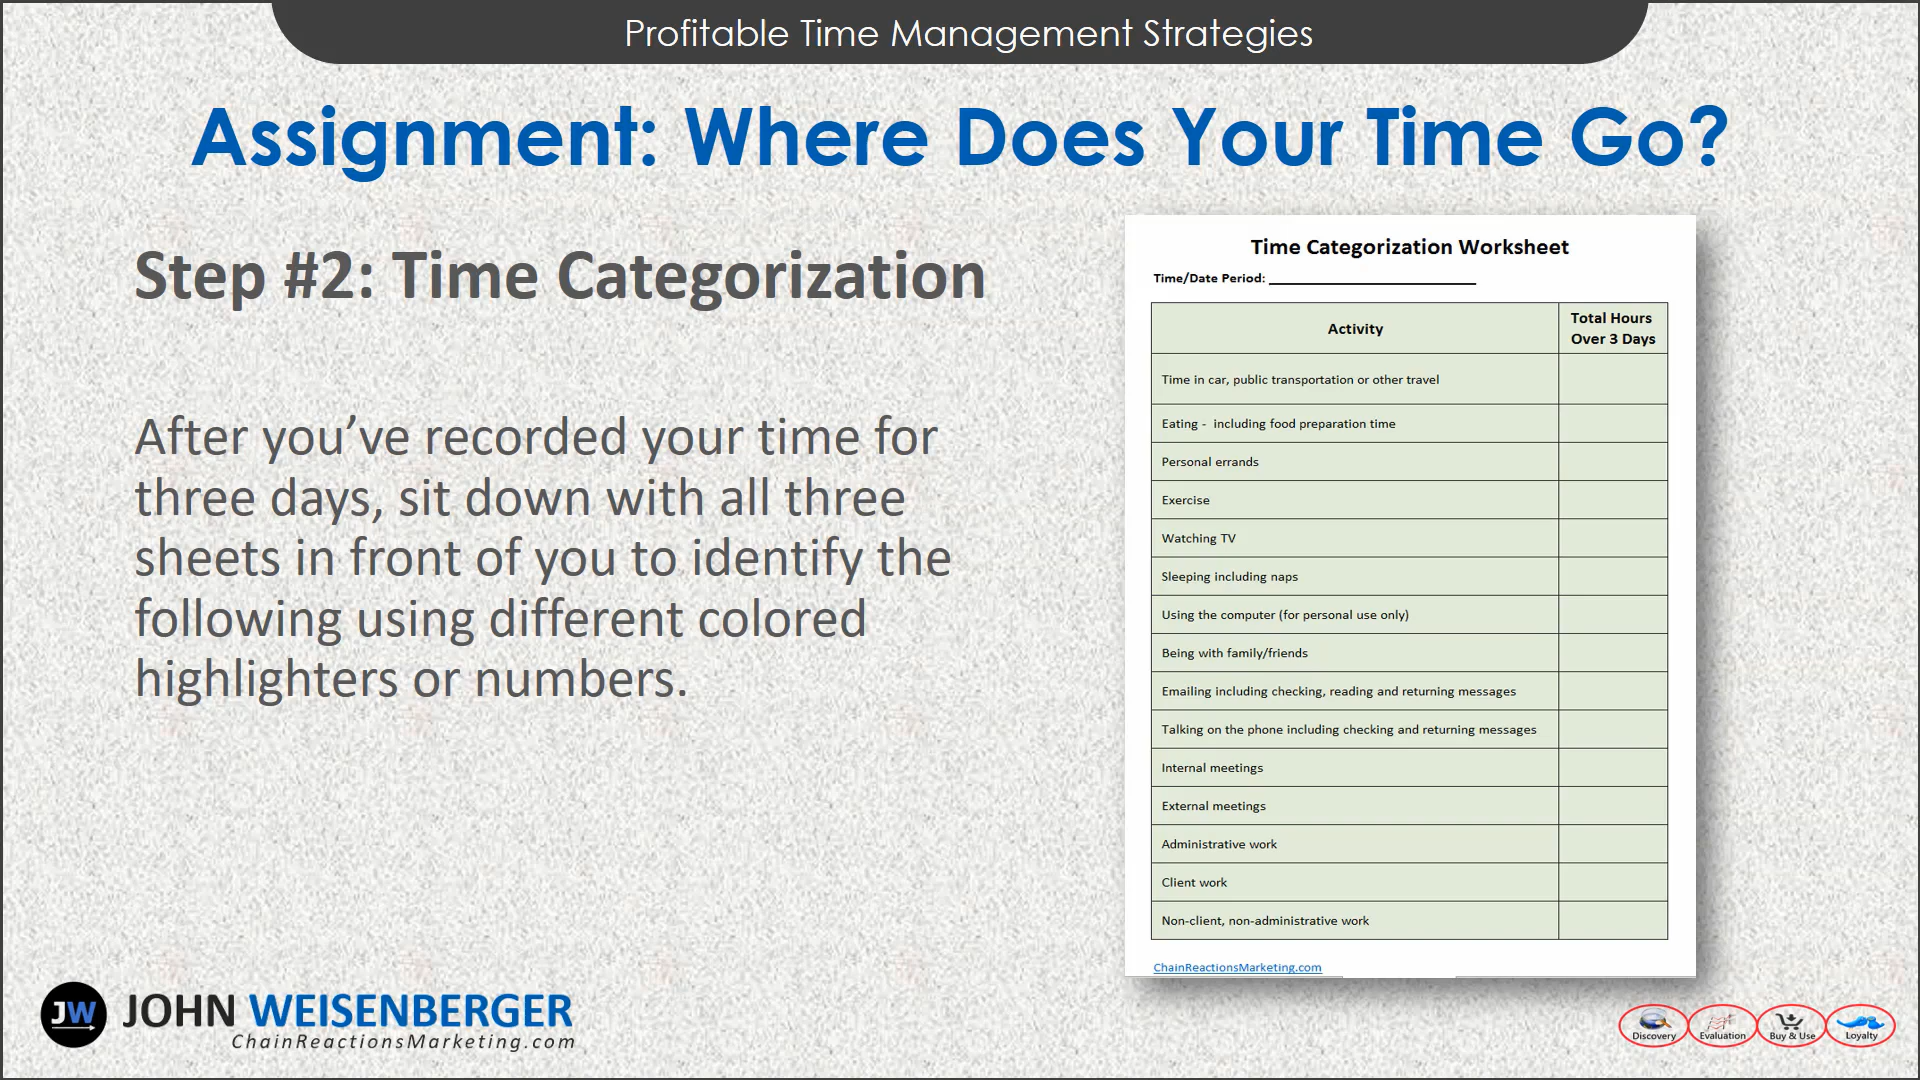 Profitable Time Management Strategies
Assignment: Where Does Your Time Go?
Step #2: Time Categorization
After you’ve recorded your time for
three days, sit down with all three
sheets in front of you to identify the
following using different colored
highlighters or numbers.
Time Categorization Worksheet
Time/Date Period:
Activity
Total Hours
Over 3 Days
Time in car, public transportation or other travel
Eating - including food preparation time
Personal errands
Exercise
Watching TV
Sleeping including naps
Using the computer (for personal use only)
Being with family/friends
Emailing including checking, reading and returning messages
Talking on the phone including checking and returning messages
Internal meetings
External meetings
Administrative work
Client work
Non-client, non-administrative work
ChainReactionsMarketing.com
JW JOHN WEISENBERGER
ChainReactionsMarketing.com
Discovery Evaluation Buy & Use Loyalty